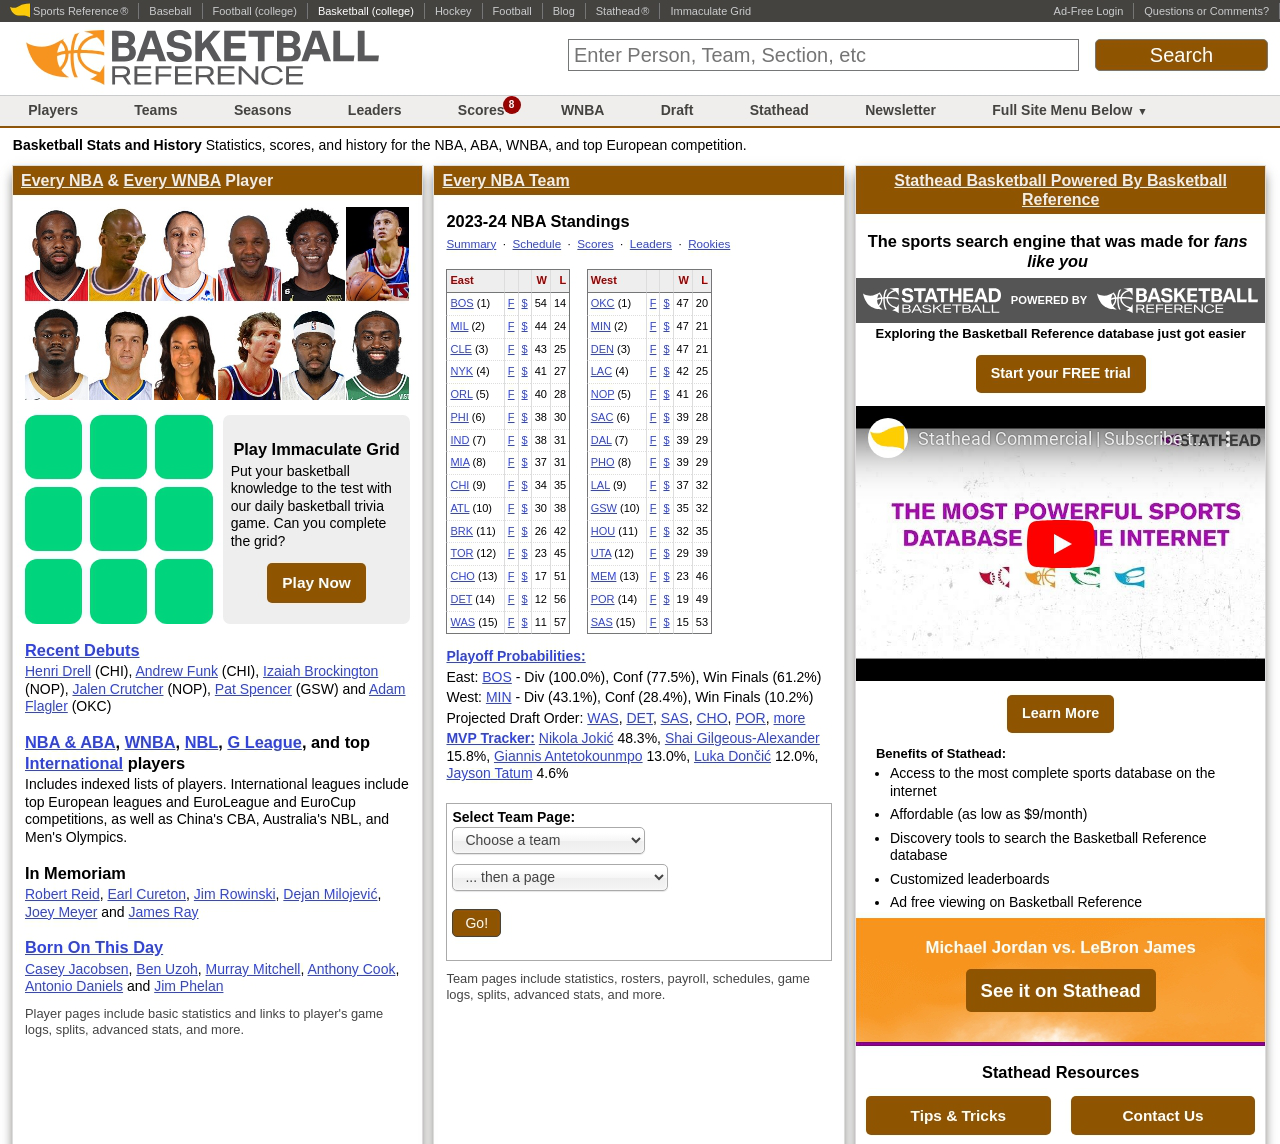 Sports Reference ® Baseball Football (college) Basketball (college) Hockey Football Blog Stathead ® Immaculate Grid Ad-Free Login Questions or Comments?
BASKETBALL
REFERENCE
Enter Person, Team, Section, etc
Search
Players Teams Seasons Leaders Scores 8 WNBA Draft Stathead Newsletter Full Site Menu Below ▼
Basketball Stats and History Statistics, scores, and history for the NBA, ABA, WNBA, and top European competition.
Every NBA & Every WNBA Player
Play Immaculate Grid
Put your basketball
knowledge to the test with
our daily basketball trivia
game. Can you complete
the grid?
Play Now
Recent Debuts
Henri Drell (CHI), Andrew Funk (CHI), Izaiah Brockington
(NOP), Jalen Crutcher (NOP), Pat Spencer (GSW) and Adam
Flagler (OKC)
NBA & ABA, WNBA, NBL, G League, and top
International players
Includes indexed lists of players. International leagues include
top European leagues and EuroLeague and EuroCup
competitions, as well as China's CBA, Australia's NBL, and
Men's Olympics.
In Memoriam
Robert Reid, Earl Cureton, Jim Rowinski, Dejan Milojević,
Joey Meyer and James Ray
Born On This Day
Casey Jacobsen, Ben Uzoh, Murray Mitchell, Anthony Cook,
Antonio Daniels and Jim Phelan
Player pages include basic statistics and links to player's game
logs, splits, advanced stats, and more.
Every NBA Team
2023-24 NBA Standings
Summary · Schedule · Scores · Leaders · Rookies
East W L
BOS (1) F $ 54 14
MIL (2) F $ 44 24
CLE (3) F $ 43 25
NYK (4) F $ 41 27
ORL (5) F $ 40 28
PHI (6) F $ 38 30
IND (7) F $ 38 31
MIA (8) F $ 37 31
CHI (9) F $ 34 35
ATL (10) F $ 30 38
BRK (11) F $ 26 42
TOR (12) F $ 23 45
CHO (13) F $ 17 51
DET (14) F $ 12 56
WAS (15) F $ 11 57
West W L
OKC (1) F $ 47 20
MIN (2) F $ 47 21
DEN (3) F $ 47 21
LAC (4) F $ 42 25
NOP (5) F $ 41 26
SAC (6) F $ 39 28
DAL (7) F $ 39 29
PHO (8) F $ 39 29
LAL (9) F $ 37 32
GSW (10) F $ 35 32
HOU (11) F $ 32 35
UTA (12) F $ 29 39
MEM (13) F $ 23 46
POR (14) F $ 19 49
SAS (15) F $ 15 53
Playoff Probabilities:
East: BOS - Div (100.0%), Conf (77.5%), Win Finals (61.2%)
West: MIN - Div (43.1%), Conf (28.4%), Win Finals (10.2%)
Projected Draft Order: WAS, DET, SAS, CHO, POR, more
MVP Tracker: Nikola Jokić 48.3%, Shai Gilgeous-Alexander
15.8%, Giannis Antetokounmpo 13.0%, Luka Dončić 12.0%,
Jayson Tatum 4.6%
Select Team Page:
Choose a team
... then a page
Go!
Team pages include statistics, rosters, payroll, schedules, game
logs, splits, advanced stats, and more.
Stathead Basketball Powered By Basketball
Reference
The sports search engine that was made for fans
like you
STATHEAD
BASKETBALL
POWERED BY
BASKETBALL
REFERENCE
Exploring the Basketball Reference database just got easier
Start your FREE trial
Stathead Commercial | Subscribe t...
STATHEAD
THE MOST POWERFUL SPORTS
DATABASE INTERNET
Learn More
Benefits of Stathead:
• Access to the most complete sports database on the
internet
• Affordable (as low as $9/month)
• Discovery tools to search the Basketball Reference
database
• Customized leaderboards
• Ad free viewing on Basketball Reference
Michael Jordan vs. LeBron James
See it on Stathead
Stathead Resources
Tips & Tricks
Contact Us